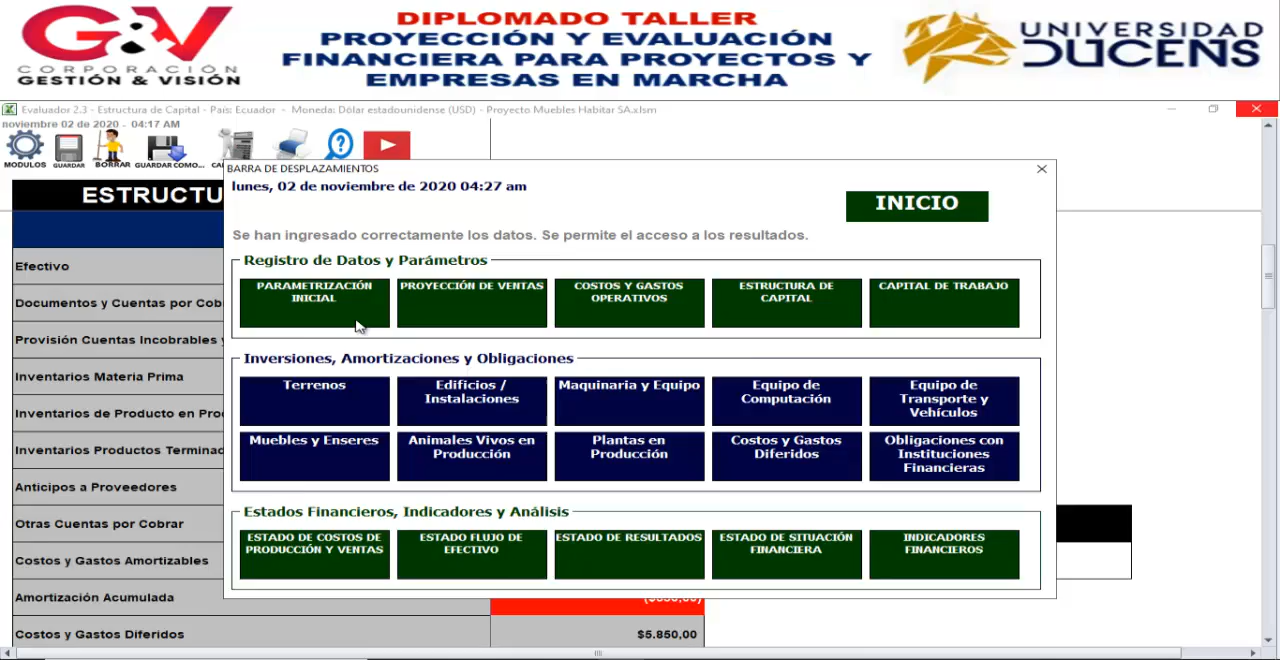 G&V
CORPORACIÓN
GESTIÓN & VISIÓN
DIPLOMADO TALLER
PROYECCIÓN Y EVALUACIÓN
FINANCIERA PARA PROYECTOS Y
EMPRESAS EN MARCHA
UNIVERSIDAD
DUCENS
Evaluador 2.3 - Estructura de Capital - País: Ecuador - Moneda: Dólar estadounidense (USD) - Proyecto Muebles Habitar SA.xlsm
noviembre 02 de 2020 - 04:17 AM
MODULOS GUARDAR BORRAR GUARDAR COMO...
ESTRUCTU
BARRA DE DESPLAZAMIENTOS
lunes, 02 de noviembre de 2020 04:27 am
INICIO
Se han ingresado correctamente los datos. Se permite el acceso a los resultados.
Registro de Datos y Parámetros
PARAMETRIZACIÓN
INICIAL
PROYECCIÓN DE VENTAS
COSTOS Y GASTOS
OPERATIVOS
ESTRUCTURA DE
CAPITAL
CAPITAL DE TRABAJO
Inversiones, Amortizaciones y Obligaciones
Terrenos
Edificios /
Instalaciones
Maquinaria y Equipo
Equipo de
Computación
Equipo de
Transporte y
Vehículos
Muebles y Enseres
Animales Vivos en
Producción
Plantas en
Producción
Costos y Gastos
Diferidos
Obligaciones con
Instituciones
Financieras
Estados Financieros, Indicadores y Análisis
ESTADO DE COSTOS DE
PRODUCCIÓN Y VENTAS
ESTADO FLUJO DE
EFECTIVO
ESTADO DE RESULTADOS
ESTADO DE SITUACIÓN
FINANCIERA
INDICADORES
FINANCIEROS
Efectivo
Documentos y Cuentas por Cob
Provisión Cuentas Incobrables y
Inventarios Materia Prima
Inventarios de Producto en Pro
Inventarios Productos Terminad
Anticipos a Proveedores
Otras Cuentas por Cobrar
Costos y Gastos Amortizables
Amortización Acumulada
Costos y Gastos Diferidos
$5.850,00